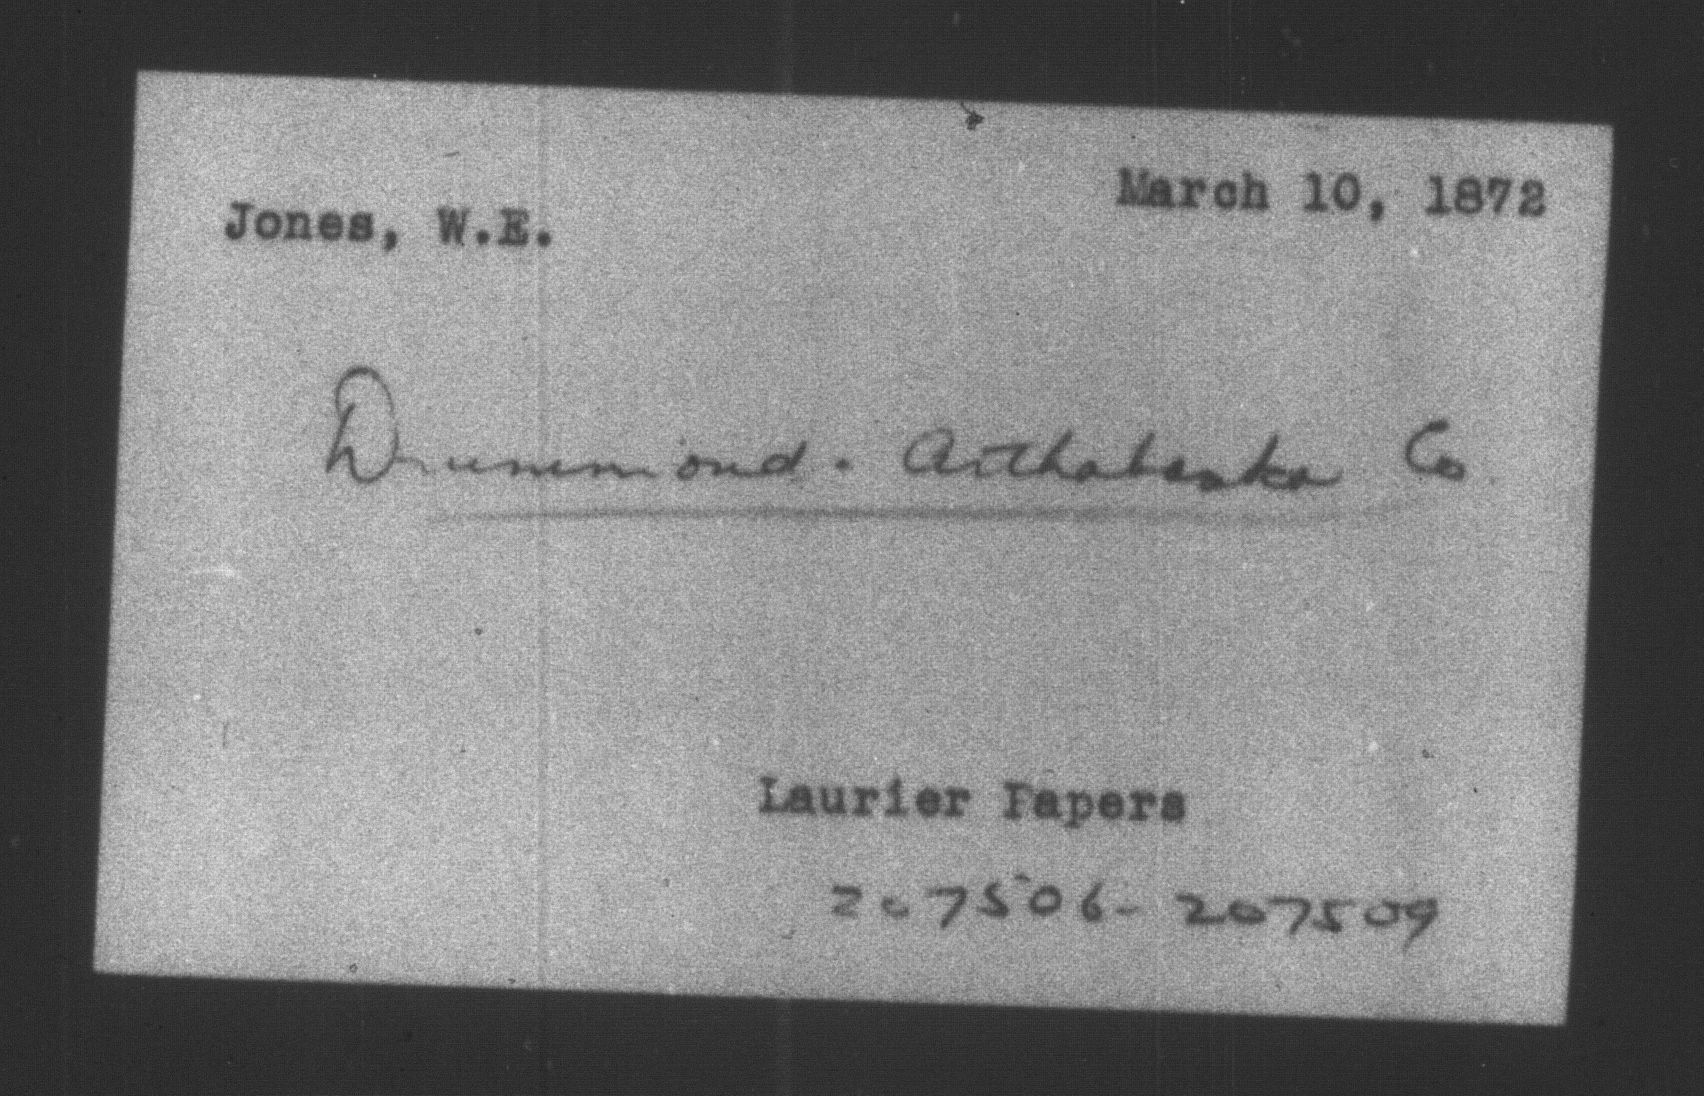 March 10, 1872
Jones, W.E.
Drummond. Arthabaska Co
Laurier Papers
207506-207509